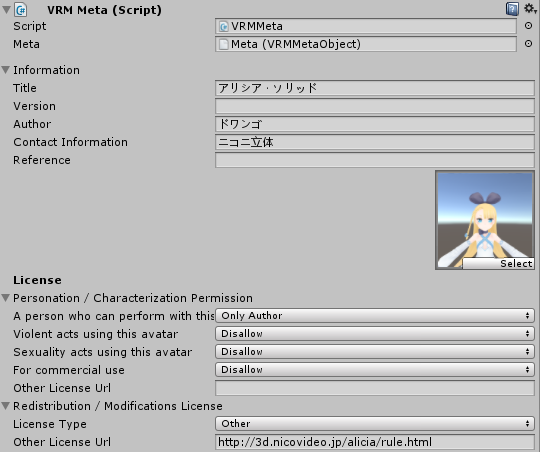 VRM Meta (Script)
Script VRMMeta
Meta Meta (VRMMetaObject)
Information
Title アリシア・ソリッド
Version
Author ドワンゴ
Contact Information ニコニ立体
Reference
Select
License
Personation / Characterization Permission
A person who can perform with this Only Author
Violent acts using this avatar Disallow
Sexuality acts using this avatar Disallow
For commercial use Disallow
Other License Url
Redistribution / Modifications License
License Type Other
Other License Url http://3d.nicovideo.jp/alicia/rule.html